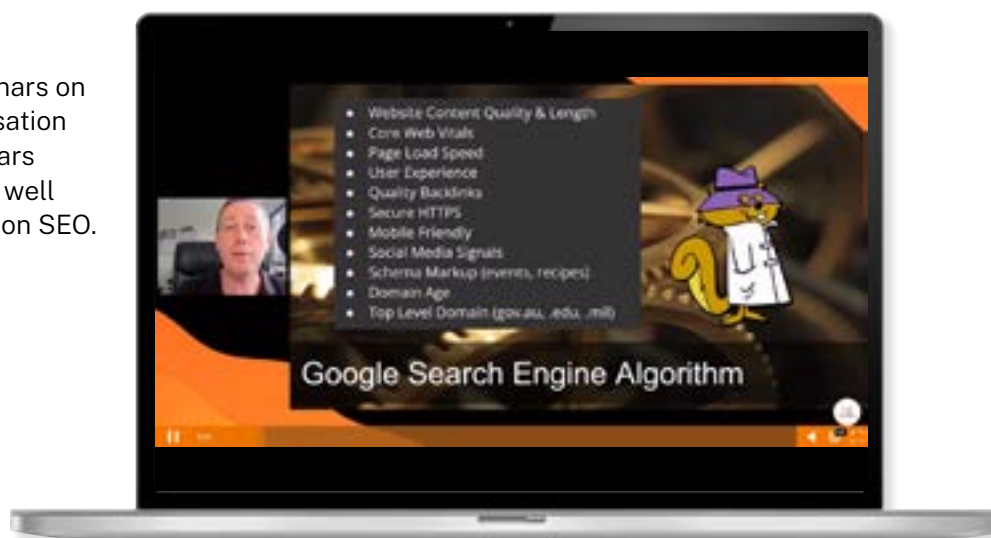 nars on
sation
ars
well
on SEO.
• Website Content Quality & Length
• Core Web Vitals
• Page Load Speed
• User Experience
• Quality Backlinks
• Secure HTTPS
• Mobile Friendly
• Social Media Signals
• Schema Markup (events, recipes)
• Domain Age
• Top Level Domain (gov.au, .edu, .mil)
Google Search Engine Algorithm